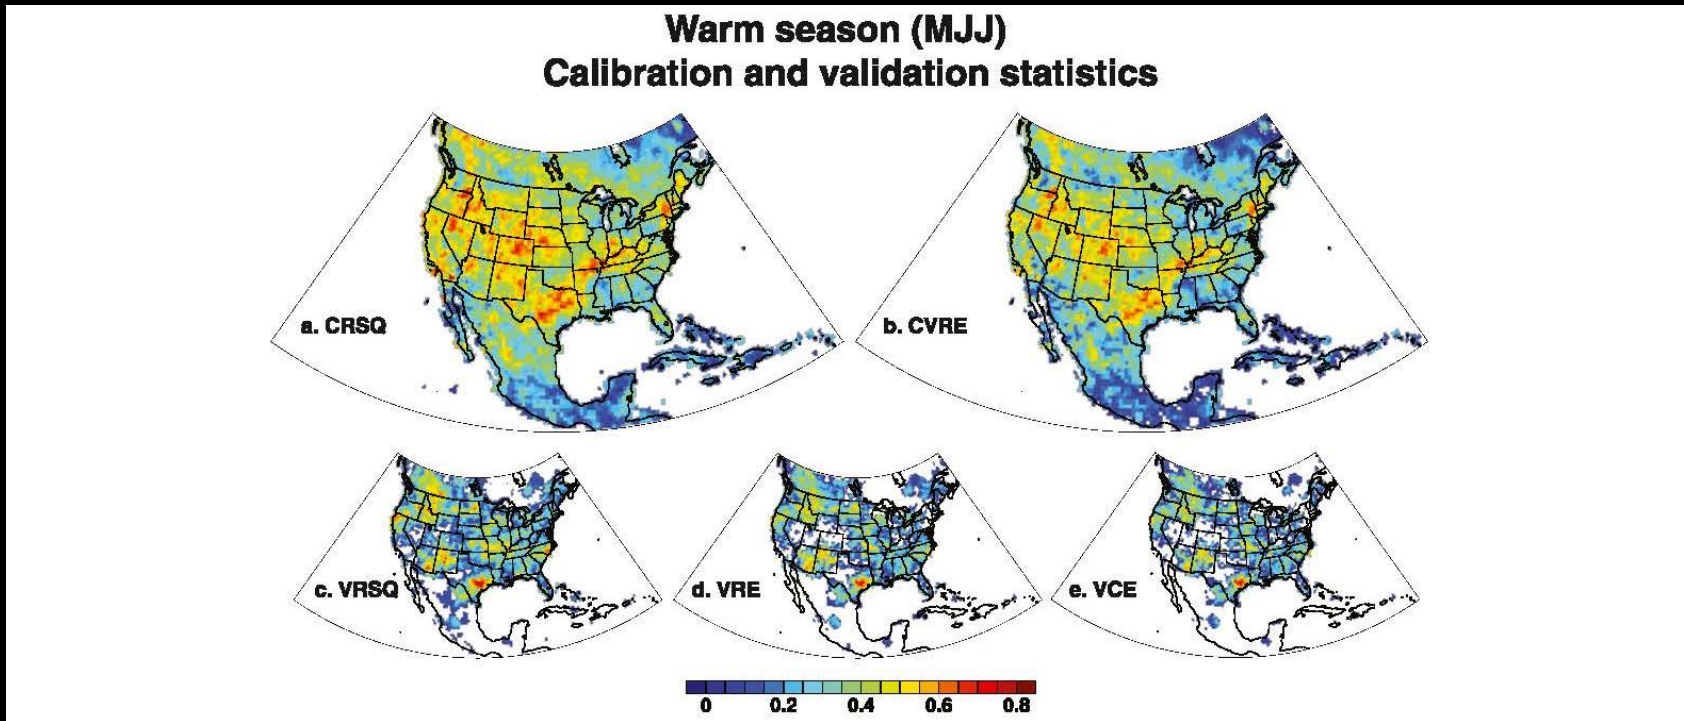 Warm season (MJJ)
Calibration and validation statistics
a. CRSQ
b. CVRE
c. VRSQ
d. VRE
e. VCE
0 0.2 0.4 0.6 0.8